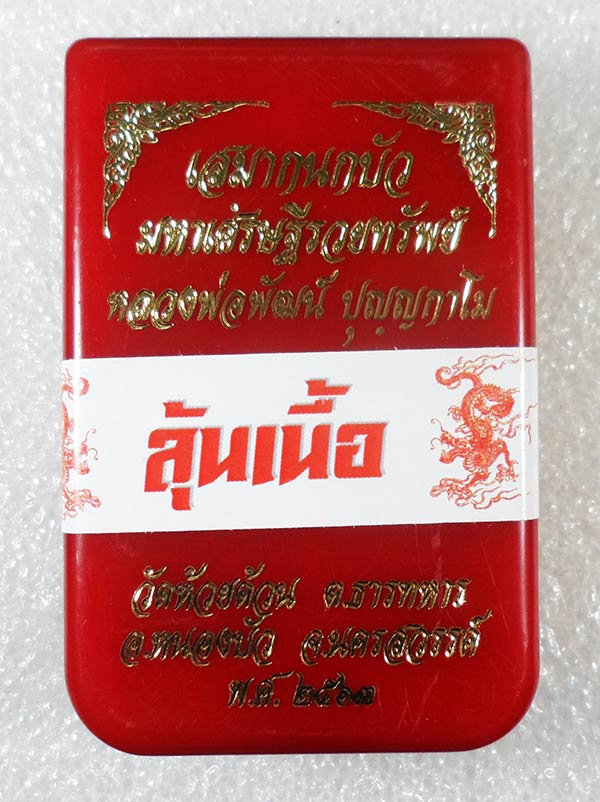 เสมากนกบัว
มหาเศรษฐีรวยทรัพย์
หลวงพ่อพัฒน์ ปุญญกาโม
ลุ้นเนื้อ
วัดห้วยด้วน ต.ธารทหาร
อ.หนองบัว จ.นครสวรรค์
พ.ศ. ๒๕๖๓